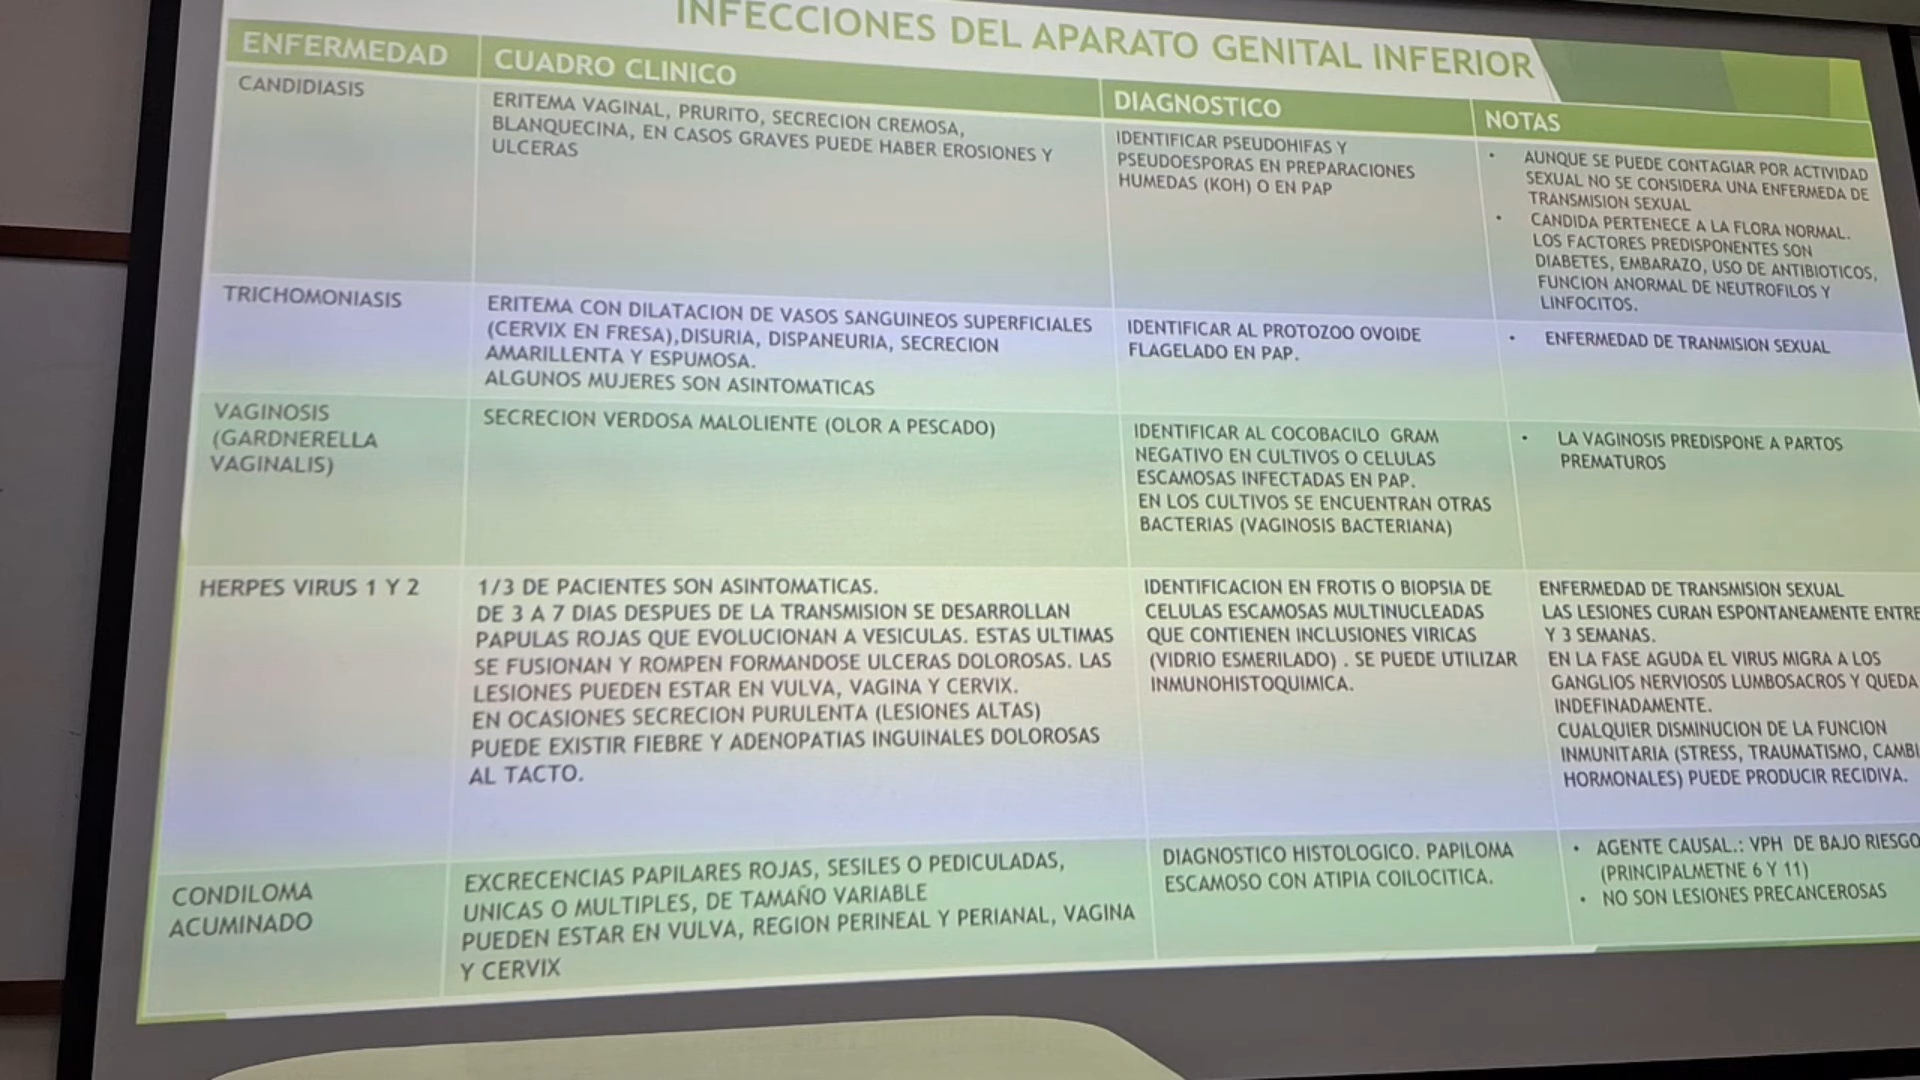 INFECCIONES DEL APARATO GENITAL INFERIOR
ENFERMEDAD
CUADRO CLINICO
DIAGNOSTICO
NOTAS
CANDIDIASIS
ERITEMA VAGINAL, PRURITO, SECRECION CREMOSA,
BLANQUECINA, EN CASOS GRAVES PUEDE HABER EROSIONES Y
ULCERAS
IDENTIFICAR PSEUDOHIFAS Y
PSEUDOESPORAS EN PREPARACIONES
HUMEDAS (KOH) O EN PAP
• AUNQUE SE PUEDE CONTAGIAR POR ACTIVIDAD
SEXUAL NO SE CONSIDERA UNA ENFERMEDA DE
TRANSMISION SEXUAL
• CANDIDA PERTENECE A LA FLORA NORMAL.
LOS FACTORES PREDISPONENTES SON
DIABETES, EMBARAZO, USO DE ANTIBIOTICOS,
FUNCION ANORMAL DE NEUTROFILOS Y
LINFOCITOS.
TRICHOMONIASIS
ERITEMA CON DILATACION DE VASOS SANGUINEOS SUPERFICIALES
(CERVIX EN FRESA),DISURIA, DISPANEURIA, SECRECION
AMARILLENTA Y ESPUMOSA.
ALGUNOS MUJERES SON ASINTOMATICAS
IDENTIFICAR AL PROTOZOO OVOIDE
FLAGELADO EN PAP.
• ENFERMEDAD DE TRANMISION SEXUAL
VAGINOSIS
(GARDNERELLA
VAGINALIS)
SECRECION VERDOSA MALOLIENTE (OLOR A PESCADO)
IDENTIFICAR AL COCOBACILO GRAM
NEGATIVO EN CULTIVOS O CELULAS
ESCAMOSAS INFECTADAS EN PAP.
EN LOS CULTIVOS SE ENCUENTRAN OTRAS
BACTERIAS (VAGINOSIS BACTERIANA)
• LA VAGINOSIS PREDISPONE A PARTOS
PREMATUROS
HERPES VIRUS 1 Y 2
1/3 DE PACIENTES SON ASINTOMATICAS.
DE 3 A 7 DIAS DESPUES DE LA TRANSMISION SE DESARROLLAN
PAPULAS ROJAS QUE EVOLUCIONAN A VESICULAS. ESTAS ULTIMAS
SE FUSIONAN Y ROMPEN FORMANDOSE ULCERAS DOLOROSAS. LAS
LESIONES PUEDEN ESTAR EN VULVA, VAGINA Y CERVIX.
EN OCASIONES SECRECION PURULENTA (LESIONES ALTAS)
PUEDE EXISTIR FIEBRE Y ADENOPATIAS INGUINALES DOLOROSAS
AL TACTO.
IDENTIFICACION EN FROTIS O BIOPSIA DE
CELULAS ESCAMOSAS MULTINUCLEADAS
QUE CONTIENEN INCLUSIONES VIRICAS
(VIDRIO ESMERILADO) . SE PUEDE UTILIZAR
INMUNOHISTOQUIMICA.
ENFERMEDAD DE TRANSMISION SEXUAL
LAS LESIONES CURAN ESPONTANEAMENTE ENTRE
Y 3 SEMANAS.
EN LA FASE AGUDA EL VIRUS MIGRA A LOS
GANGLIOS NERVIOSOS LUMBOSACROS Y QUEDA
INDEFINADAMENTE.
CUALQUIER DISMINUCION DE LA FUNCION
INMUNITARIA (STRESS, TRAUMATISMO, CAMBI
HORMONALES) PUEDE PRODUCIR RECIDIVA.
CONDILOMA
ACUMINADO
EXCRECENCIAS PAPILARES ROJAS, SESILES O PEDICULADAS,
UNICAS O MULTIPLES, DE TAMAÑO VARIABLE
PUEDEN ESTAR EN VULVA, REGION PERINEAL Y PERIANAL, VAGINA
Y CERVIX
DIAGNOSTICO HISTOLOGICO. PAPILOMA
ESCAMOSO CON ATIPIA COILOCITICA.
• AGENTE CAUSAL.: VPH DE BAJO RIESGO
(PRINCIPALMETNE 6 Y 11)
• NO SON LESIONES PRECANCEROSAS